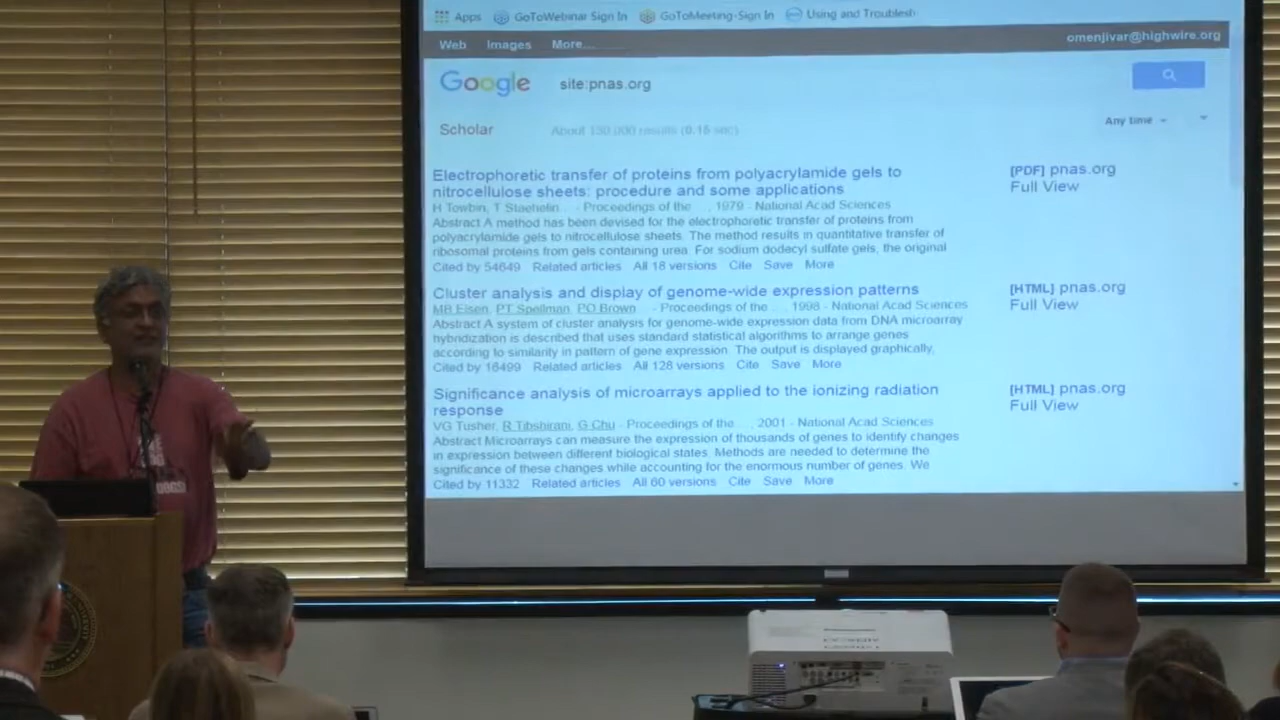 Apps GoToWebinar Sign In GoToMeeting-Sign In Using and Troublesh
Web Images More...
omenjivar@highwire.org
Google site:pnas.org
Scholar About 130,000 results (0.15 sec)
Any time
Electrophoretic transfer of proteins from polyacrylamide gels to
nitrocellulose sheets: procedure and some applications
H Towbin, T Staehelin... - Proceedings of the ..., 1979 - National Acad Sciences
Abstract A method has been devised for the electrophoretic transfer of proteins from
polyacrylamide gels to nitrocellulose sheets. The method results in quantitative transfer of
ribosomal proteins from gels containing urea. For sodium dodecyl sulfate gels, the original
Cited by 54649 Related articles All 18 versions Cite Save More
[PDF] pnas.org
Full View
Cluster analysis and display of genome-wide expression patterns
MB Eisen, PT Spellman, PO Brown... - Proceedings of the ..., 1998 - National Acad Sciences
Abstract A system of cluster analysis for genome-wide expression data from DNA microarray
hybridization is described that uses standard statistical algorithms to arrange genes
according to similarity in pattern of gene expression. The output is displayed graphically,
Cited by 16499 Related articles All 128 versions Cite Save More
[HTML] pnas.org
Full View
Significance analysis of microarrays applied to the ionizing radiation
response
VG Tusher, R Tibshirani, G Chu - Proceedings of the ..., 2001 - National Acad Sciences
Abstract Microarrays can measure the expression of thousands of genes to identify changes
in expression between different biological states. Methods are needed to determine the
significance of these changes while accounting for the enormous number of genes. We
Cited by 11332 Related articles All 60 versions Cite Save More
[HTML] pnas.org
Full View